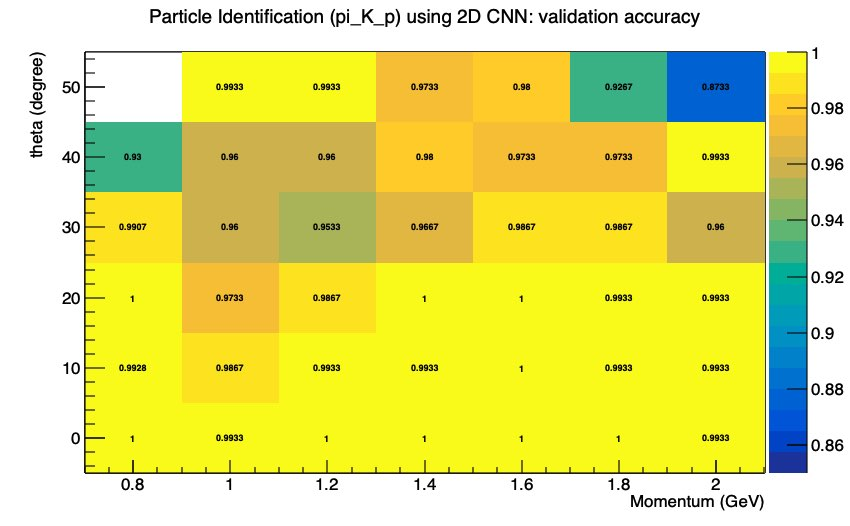 Particle Identification (pi_K_p) using 2D CNN: validation accuracy
theta (degree)
50 0.9933 0.9933 0.9733 0.98 0.9267 0.8733
40 0.93 0.96 0.96 0.98 0.9733 0.9733 0.9933
30 0.9907 0.96 0.9533 0.9667 0.9867 0.9867 0.96
20 1 0.9733 0.9867 1 1 0.9933 0.9933
10 0.9928 0.9867 0.9933 0.9933 1 0.9933 0.9933
0 1 0.9933 1 1 1 1 0.9933
0.8 1 1.2 1.4 1.6 1.8 2
Momentum (GeV)
1
0.98
0.96
0.94
0.92
0.9
0.88
0.86